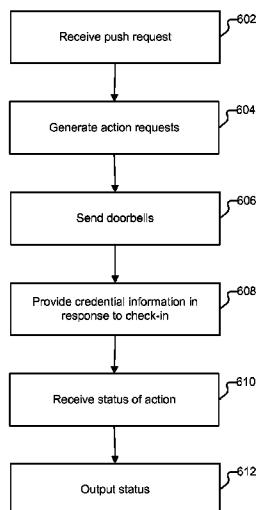 Receive push request
602
Generate action requests
604
Send doorbells
606
Provide credential information in
response to check-in
608
Receive status of action
610
Output status
612